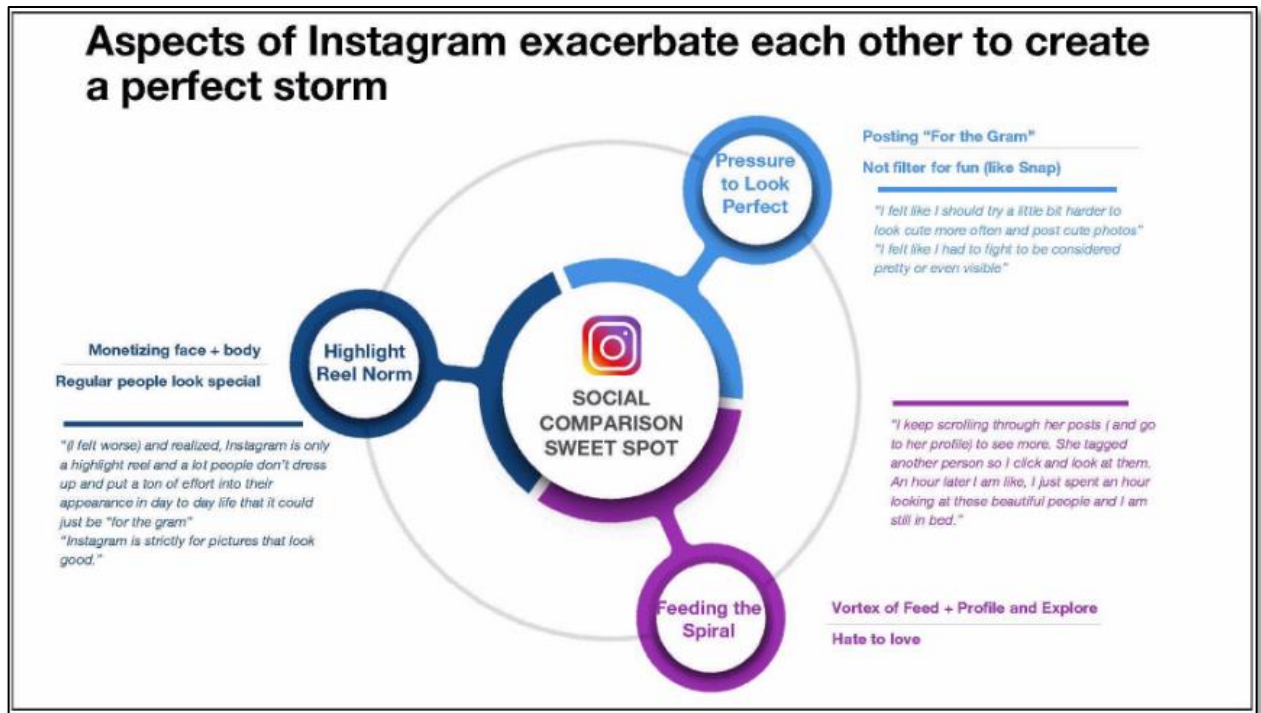 Aspects of Instagram exacerbate each other to create
a perfect storm
Pressure
to Look
Perfect
Posting “For the Gram”
Not filter for fun (like Snap)
“I felt like I should try a little bit harder to
look cute more often and post cute photos”
“I felt like I had to fight to be considered
pretty or even visible”
Highlight
Reel Norm
Monetizing face + body
Regular people look special
“(I felt worse) and realized, Instagram is only
a highlight reel and a lot people don’t dress
up and put a ton of effort into their
appearance in day to day life that it could
just be “for the gram”
“Instagram is strictly for pictures that look
good.”
SOCIAL
COMPARISON
SWEET SPOT
“I keep scrolling through her posts ( and go
to her profile) to see more. She tagged
another person so I click and look at them.
An hour later I am like, I just spent an hour
looking at these beautiful people and I am
still in bed.”
Feeding the
Spiral
Vortex of Feed + Profile and Explore
Hate to love